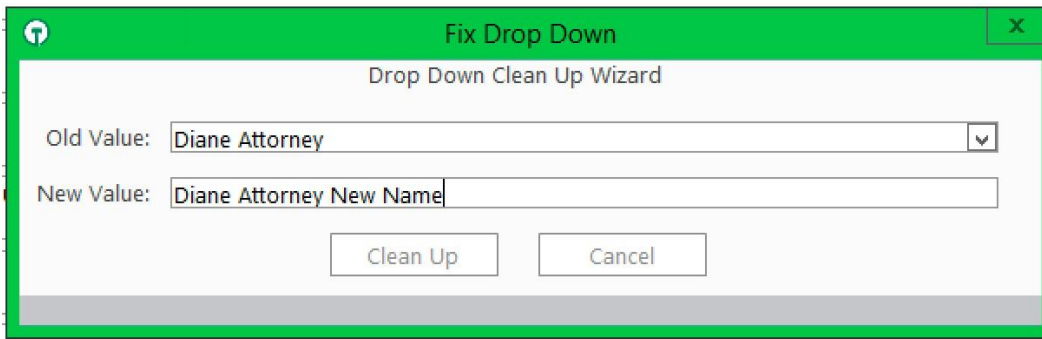 Fix Drop Down
X
Drop Down Clean Up Wizard
Old Value: Diane Attorney
New Value: Diane Attorney New Name
Clean Up Cancel